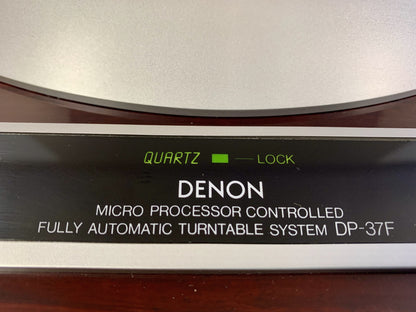 QUARTZ LOCK
DENON
MICRO PROCESSOR CONTROLLED
FULLY AUTOMATIC TURNTABLE SYSTEM DP-37F